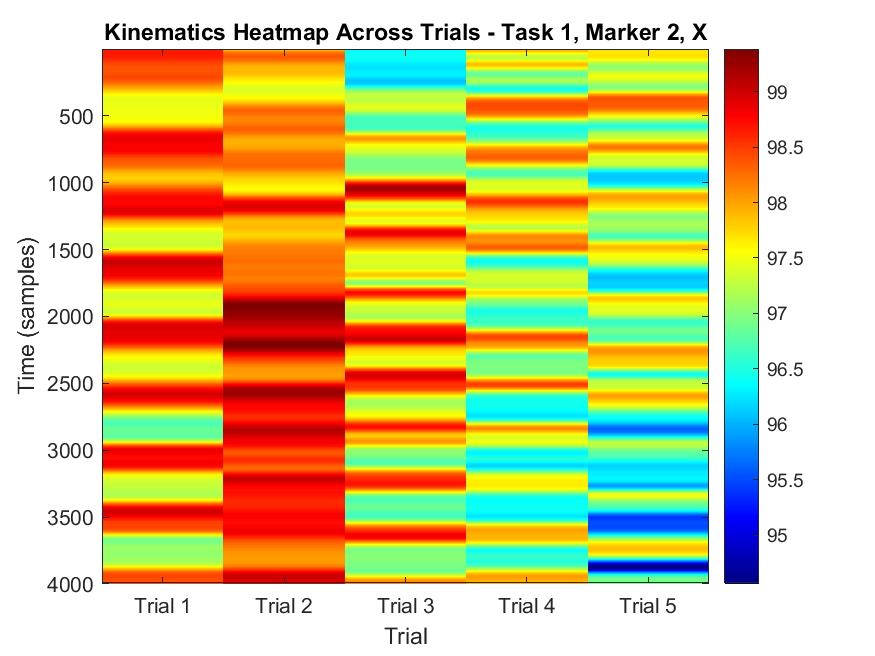 Kinematics Heatmap Across Trials - Task 1, Marker 2, X
Time (samples)
500
1000
1500
2000
2500
3000
3500
4000
Trial 1
Trial 2
Trial 3
Trial 4
Trial 5
Trial
99
98.5
98
97.5
97
96.5
96
95.5
95